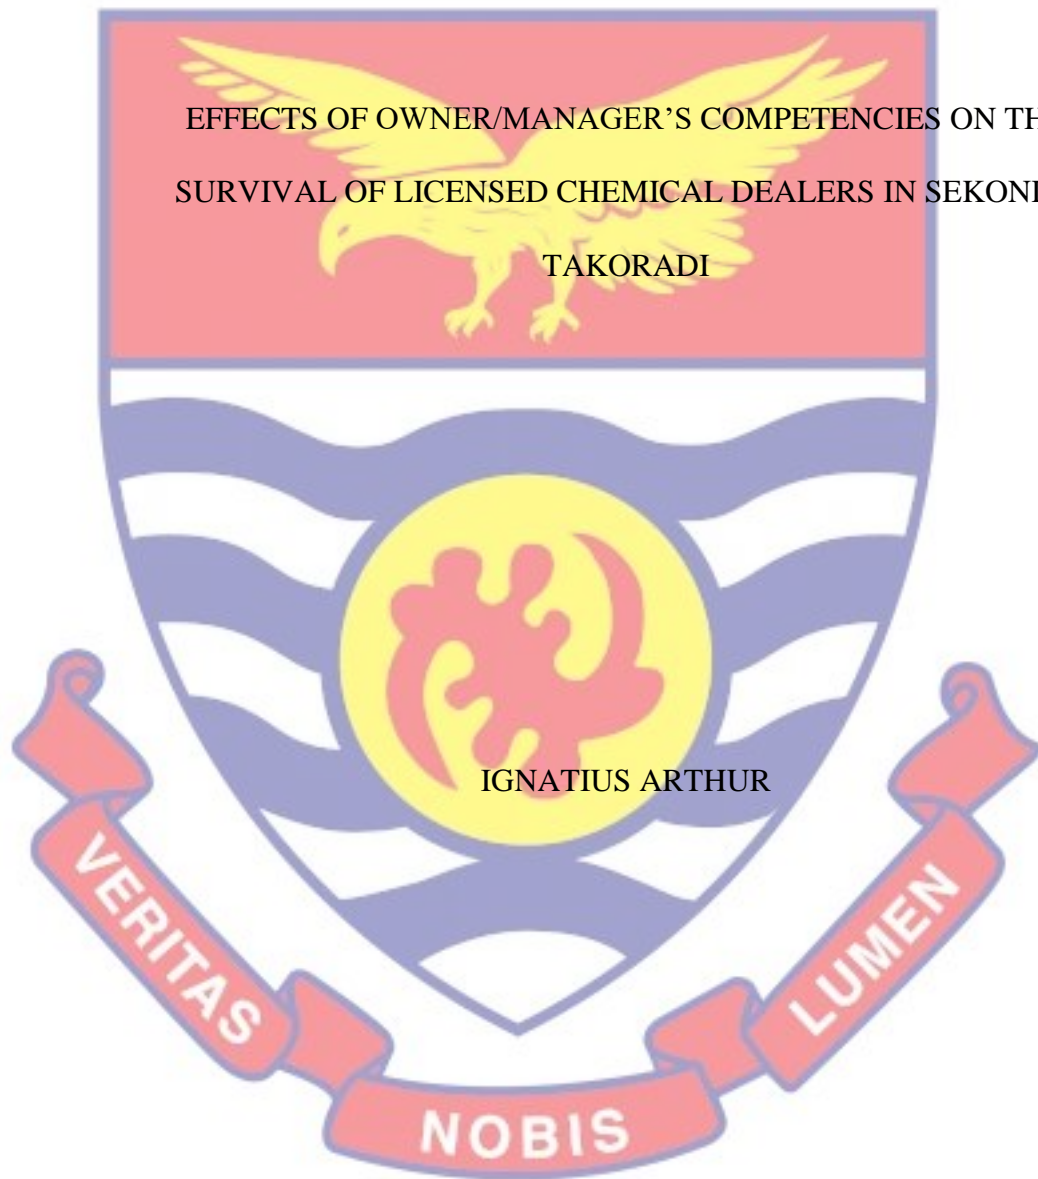 EFFECTS OF OWNER/MANAGER'S COMPETENCIES ON TH
SURVIVAL OF LICENSED CHEMICAL DEALERS IN SEKOND
TAKORADI
IGNATIUS ARTHUR
VERITAS
NOBIS
LUMEN